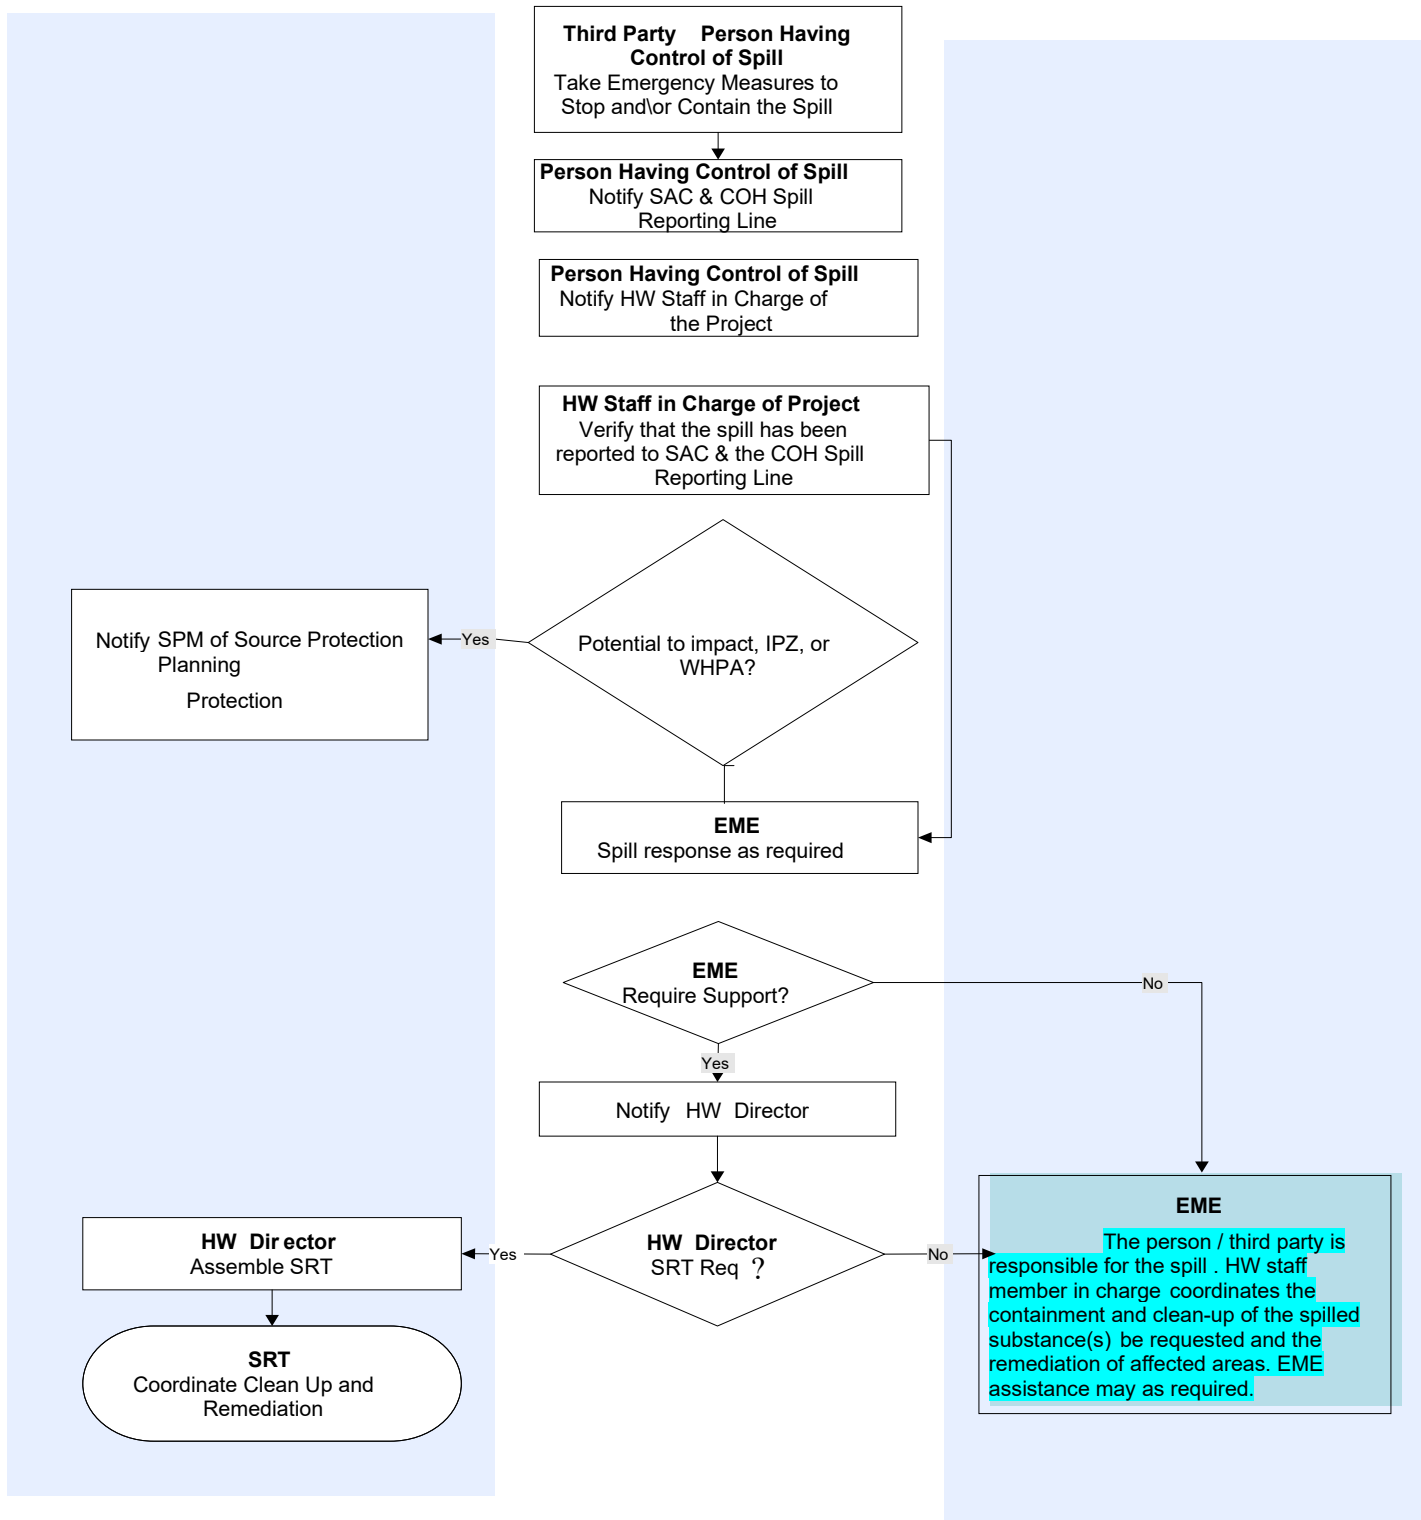 Third Party Person Having
Control of Spill
Take Emergency Measures to
Stop and\or Contain the Spill
Person Having Control of Spill
Notify SAC & COH Spill
Reporting Line
Person Having Control of Spill
Notify HW Staff in Charge of
the Project
HW Staff in Charge of Project
Verify that the spill has been
reported to SAC & the COH Spill
Reporting Line
Potential to impact, IPZ, or
WHPA?
Yes
Notify SPM of Source Protection
Planning
Protection
EME
Spill response as required
EME
Require Support?
No
Yes
Notify HW Director
HW Director
SRT Req ?
Yes
No
HW Director
Assemble SRT
SRT
Coordinate Clean Up and
Remediation
EME
The person / third party is
responsible for the spill . HW staff
member in charge coordinates the
containment and clean-up of the spilled
substance(s) be requested and the
remediation of affected areas. EME
assistance may as required.